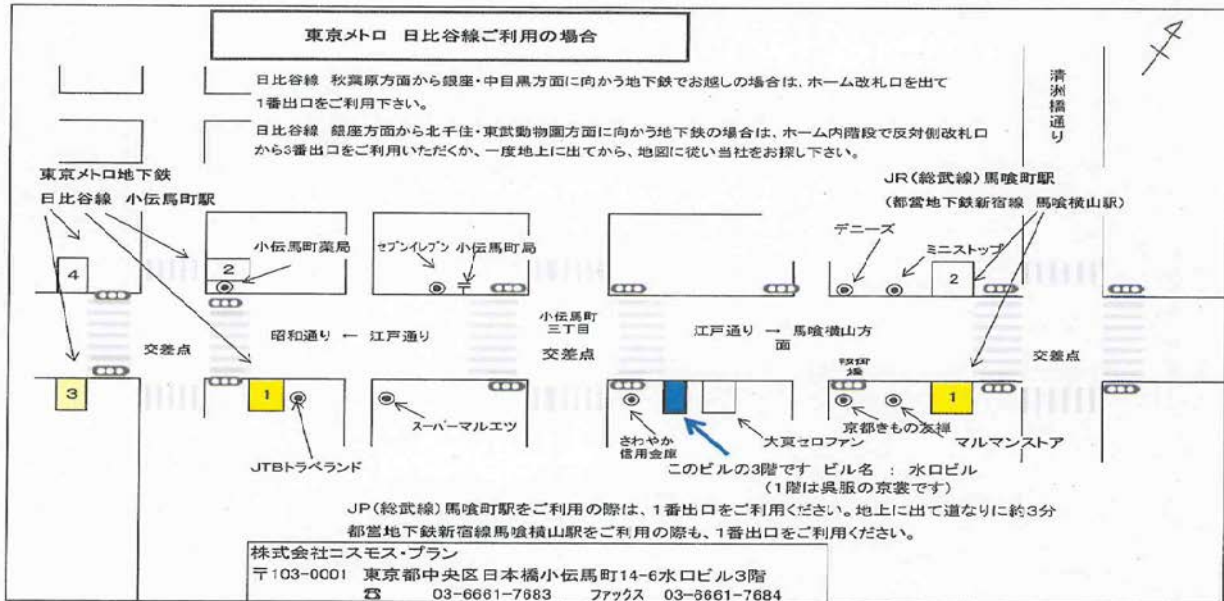 東京メトロ 日比谷線ご利用の場合
日比谷線 秋葉原方面から銀座・中目黒方面に向かう地下鉄でお越しの場合は、ホーム改札口を出て
1番出口をご利用下さい。
日比谷線 銀座方面から北千住・東武動物園方面に向かう地下鉄の場合は、ホーム内階段で反対側改札口
から3番出口をご利用いただくか、一度地上に出てから、地図に従い当社をお探し下さい。
清洲橋通り
東京メトロ地下鉄
日比谷線 小伝馬町駅
JR(総武線)馬喰町駅
(都営地下鉄新宿線 馬喰横山駅)
4
2
小伝馬町薬局
セブンイレブン
小伝馬町局
〒
デニーズ
ミニストップ
2
交差点
昭和通り ← 江戸通り
小伝馬町
三丁目
交差点
江戸通り → 馬喰横山方
面
交差点
3
1
JTBトラベランド
スーパーマルエツ
さわやか
信用金庫
大東セロファン
京都きもの友禅
マルマンストア
1
このビルの3階です ビル名 : 水口ビル
(1階は呉服の京裳です)
JP(総武線)馬喰町駅をご利用の際は、1番出口をご利用ください。地上に出て道なりに約3分
都営地下鉄新宿線馬喰横山駅をご利用の際も、1番出口をご利用ください。
株式会社コスモス・プラン
〒103-0001 東京都中央区日本橋小伝馬町14-6水口ビル3階
☎ 03-6661-7683 ファックス 03-6661-7684